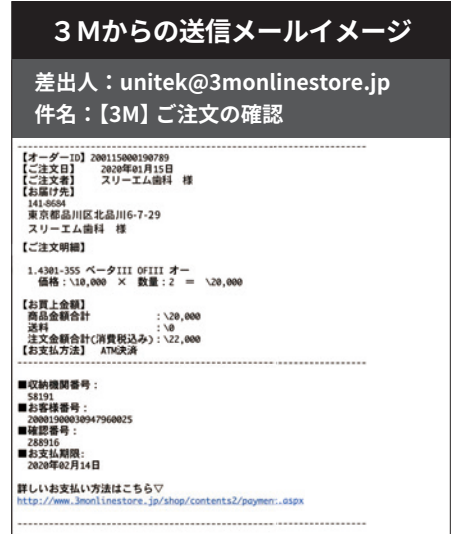 ３Ｍからの送信メールイメージ
差出人：unitek@3monlinestore.jp
件名：【3M】ご注文の確認
【オーダーID】200115000190789
【ご注文日】 2020年01月15日
【ご注文者】 スリーエム歯科 様
【お届け先】
141-8684
東京都品川区北品川6-7-29
スリーエム歯科 様
【ご注文明細】
1.4301-355 ベータIII OFIII オー
価格：\10,000 × 数量：2 ＝ \20,000
【お買上金額】
商品金額合計 ：\20,000
送料 ：\0
注文金額合計(消費税込み)：\22,000
【お支払方法】 ATM決済
■収納機関番号：
58191
■お客様番号：
20001900030947960025
■確認番号：
288916
■お支払期限：
2020年02月14日
詳しいお支払い方法はこちら▽
http://www.3monlinestore.jp/shop/contents2/paymen:.aspx